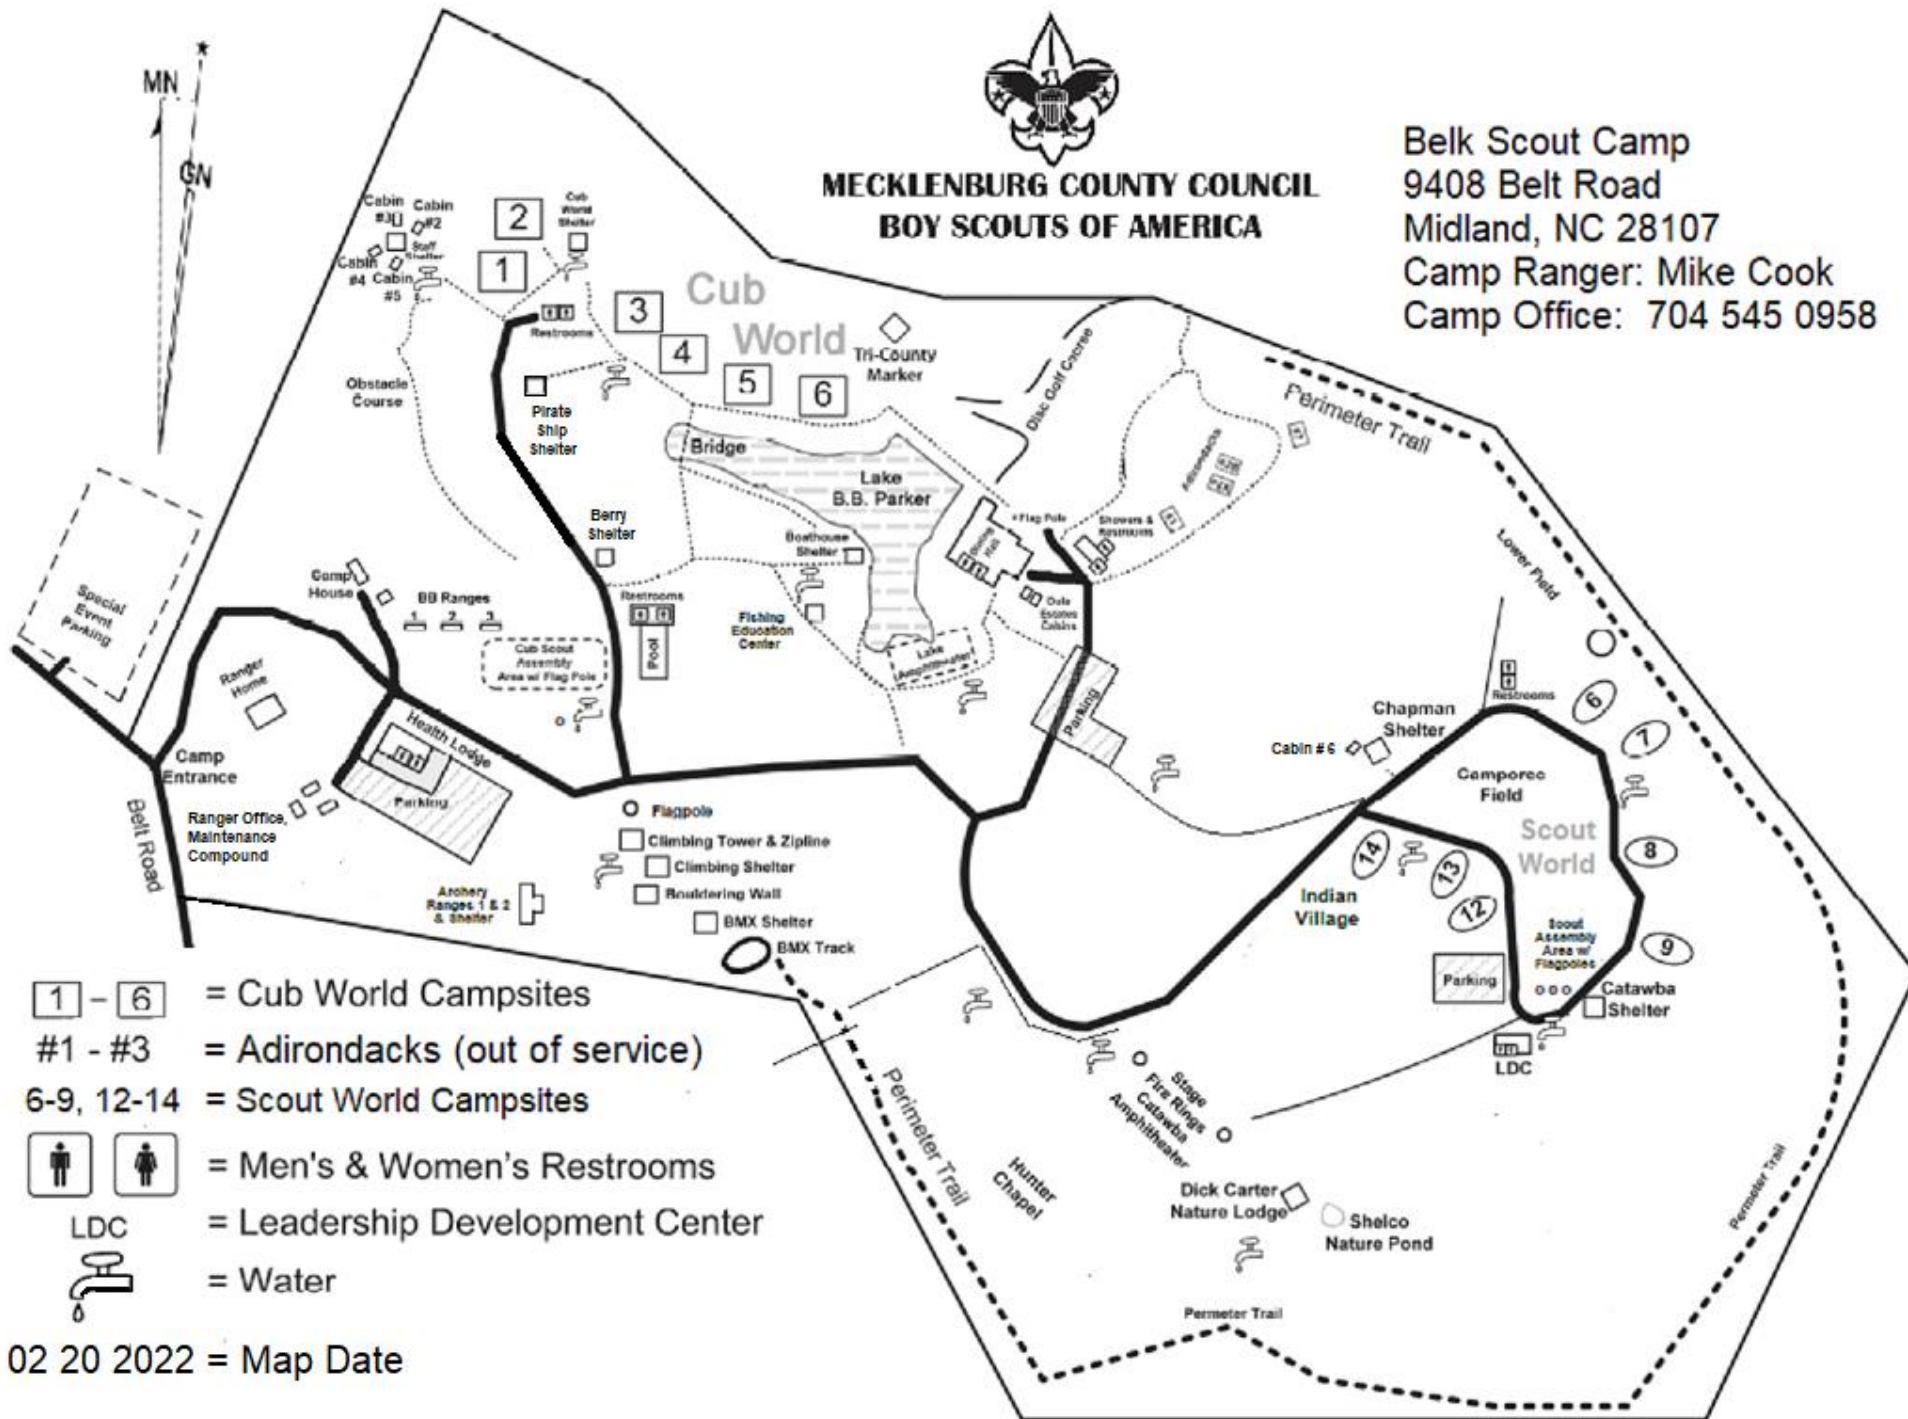 MN
GN
MECKLENBURG COUNTY COUNCIL
BOY SCOUTS OF AMERICA
Belk Scout Camp
9408 Belt Road
Midland, NC 28107
Camp Ranger: Mike Cook
Camp Office: 704 545 0958
Cabin
#3
Cabin
#2
Staff
Shelter
Cabin
#4
Cabin
#5
2
1
Cub
World
Shelter
Restrooms
3
4
5
6
Cub
World
Tri-County
Marker
Disc Golf Cource
Perimeter Trail
Obstacle
Course
Pirate
Ship
Shelter
Bridge
Lake
B.B. Parker
Adirondacks
Berry
Shelter
Boathouse
Shelter
Dining
Hall
Flag Pole
Showers &
Restrooms
Lower Field
Special
Event
Parking
Comp
House
BB Ranges
1 2 3
Restrooms
Pool
Fishing
Education
Center
Estates
Cabins
Cub Scout
Assembly
Area w/ Flag Pole
Lake
Amphitheater
Ranger
Home
Parking
Restrooms
Chapman
Shelter
Cabin # 6
6
7
Camp
Entrance
Health Lodge
Parking
Camporee
Field
Scout
World
8
Belt Road
Ranger Office,
Maintenance
Compound
Flagpole
Climbing Tower & Zipline
Climbing Shelter
Bouldering Wall
BMX Shelter
BMX Track
Archery
Ranges 1 & 2
& Shelter
14
13
12
Indian
Village
Scout
Assembly
Area w/
Flagpoles
9
Parking
Catawba
Shelter
LDC
1 – 6 = Cub World Campsites
#1 - #3 = Adirondacks (out of service)
6-9, 12-14 = Scout World Campsites
= Men's & Women's Restrooms
LDC = Leadership Development Center
= Water
02 20 2022 = Map Date
Perimeter Trail
Stage
Fire Rings
Catawba
Amphitheater
Hunter
Chapel
Dick Carter
Nature Lodge
Shelco
Nature Pond
Permeter Trail
Permeter Trail